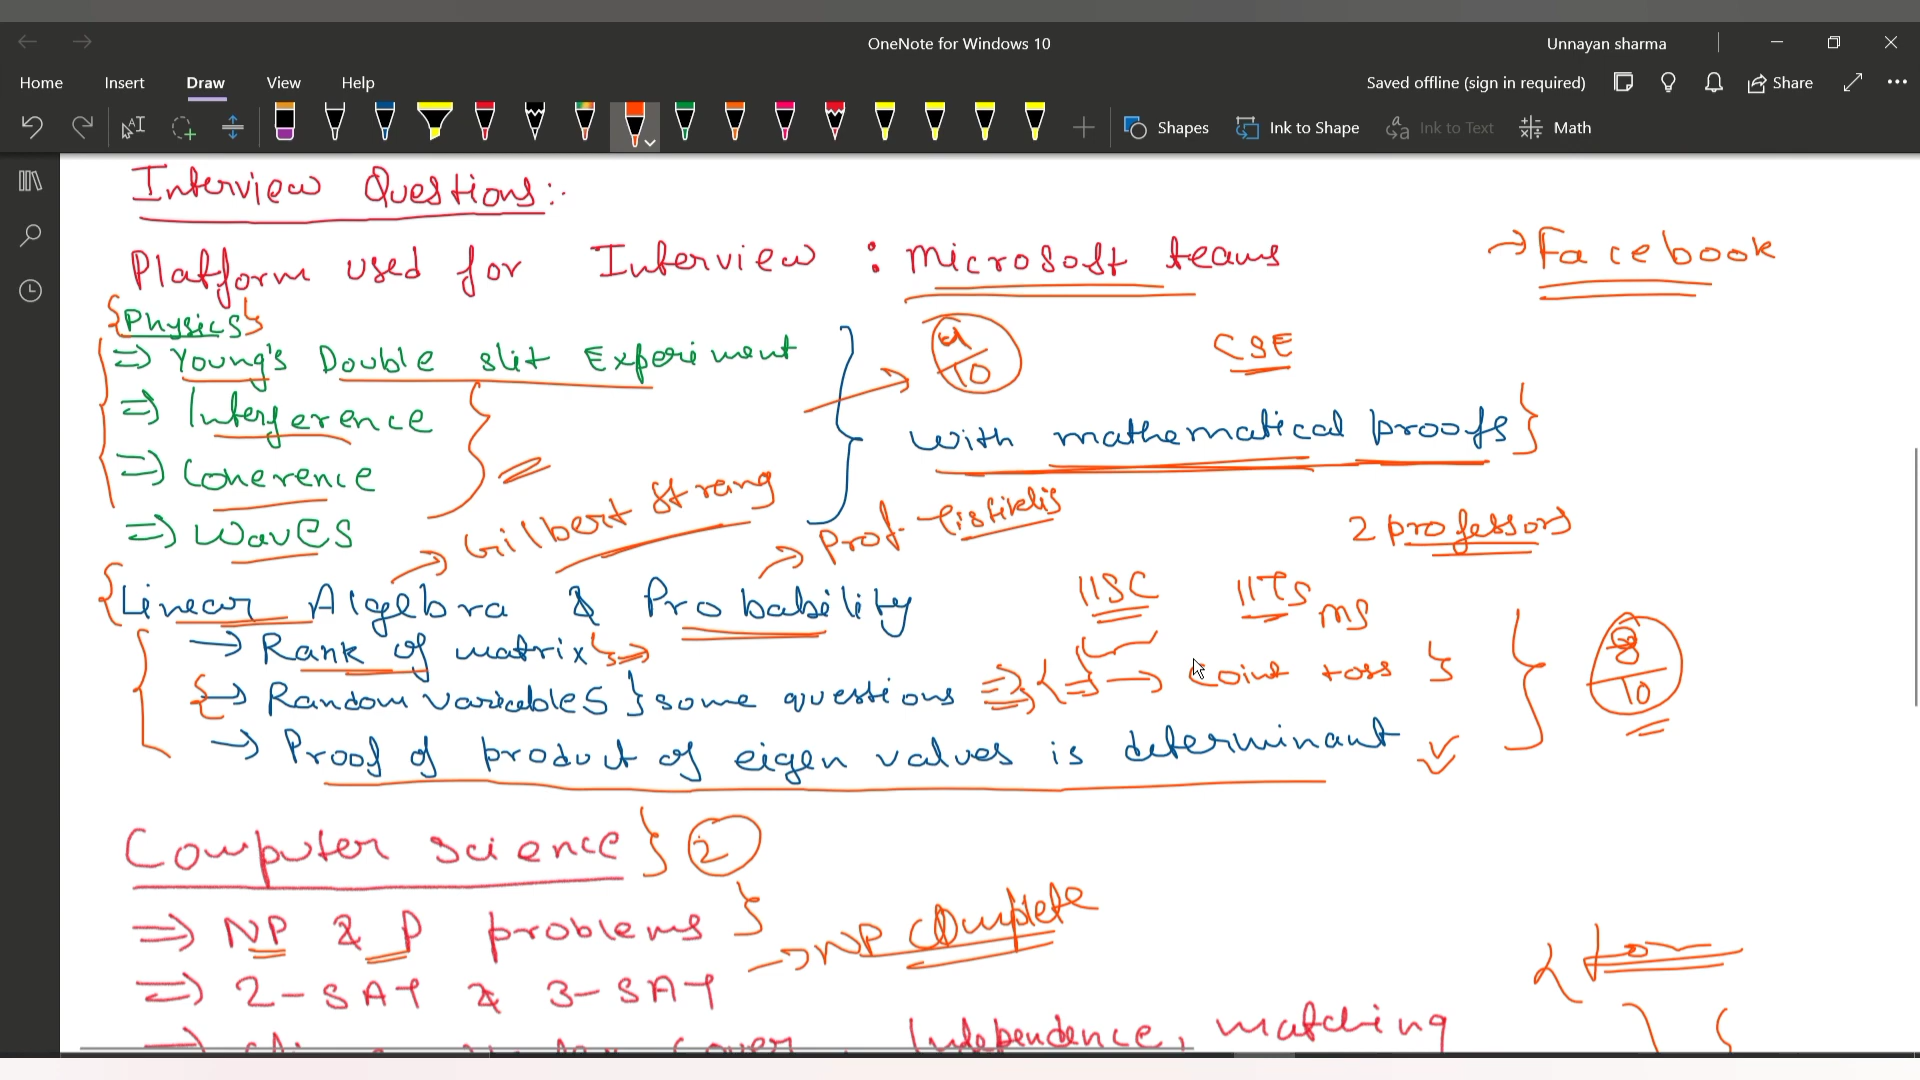 OneNote for Windows 10
Unnayan sharma
Home Insert Draw View Help
Saved offline (sign in required) Share
Shapes Ink to Shape Ink to Text Math
Interview Questions:-
Platform used for Interview : microsoft teams
→ Facebook
{Physics}
⇒ Young's Double slit Experiment
CSE
⇒ Interference
with mathematical proofs}
⇒ Coherence
⇒ waves
→ Gilbert Strang
→ Prof.
2 professors
{Linear Algebra & Probability
IISC IITS MS
→ Rank of matrix
→ Random variables } some questions ⇒ → Coint toss }
8/10
→ Proof of product of eigen values is determinant
Computer science } 2
⇒ NP & P problems }
→ NP Complete
⇒ 2-SAT & 3-SAT
cover, Independence, matching